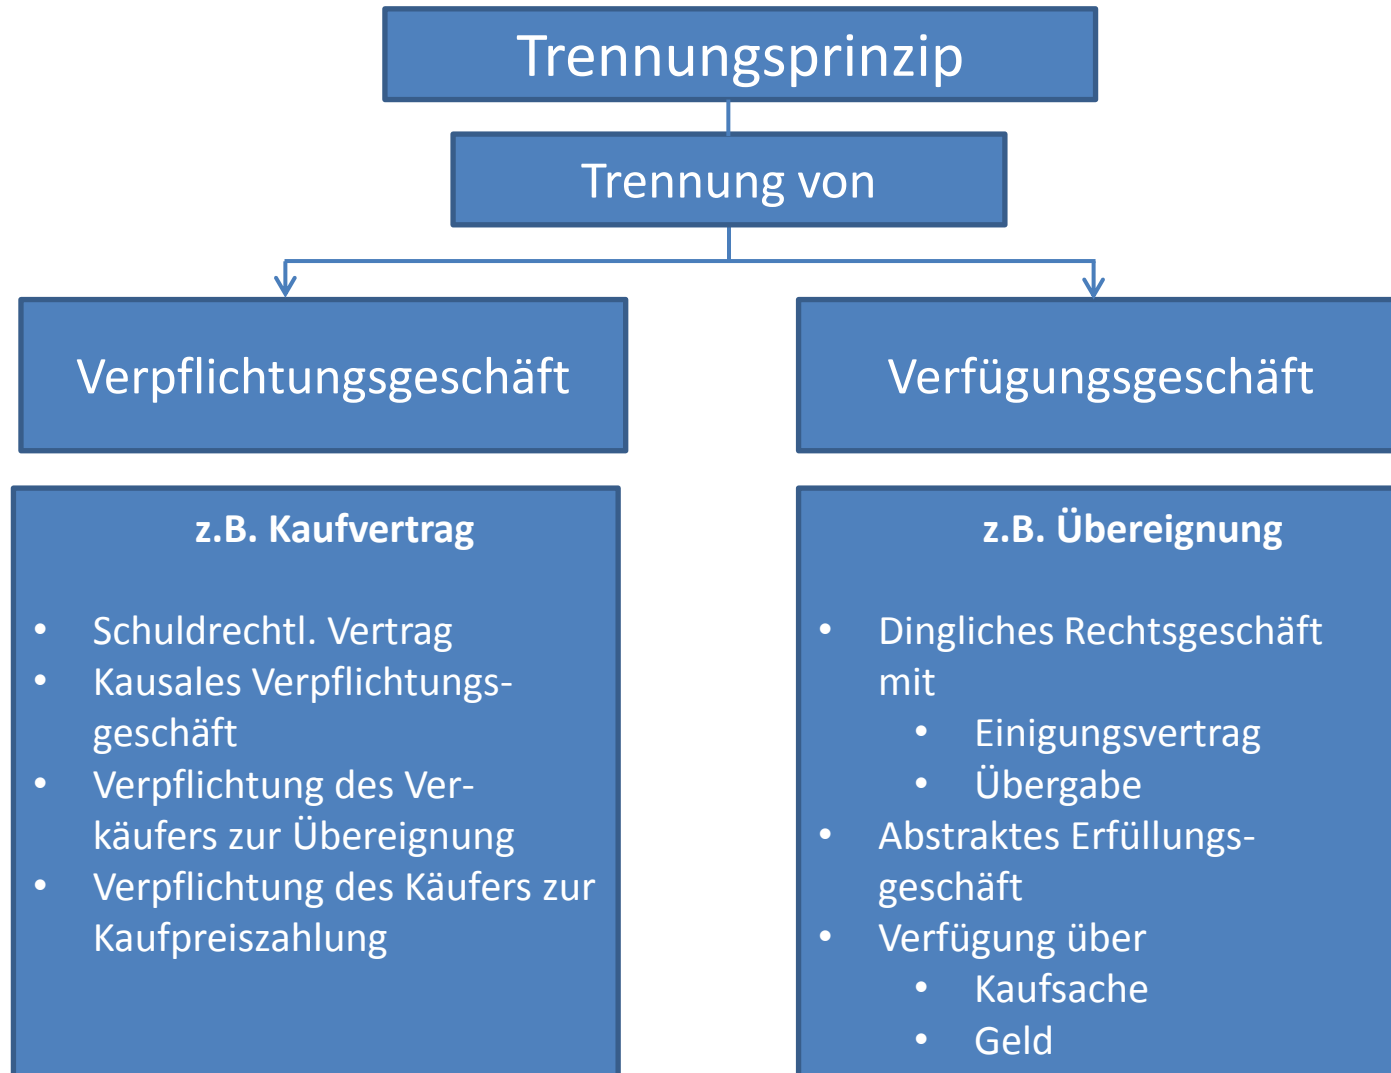 Trennungsprinzip
Trennung von
Verpflichtungsgeschäft
Verfügungsgeschäft
z.B. Kaufvertrag
• Schuldrechtl. Vertrag
• Kausales Verpflichtungs-
geschäft
• Verpflichtung des Ver-
käufers zur Übereignung
• Verpflichtung des Käufers zur
Kaufpreiszahlung
z.B. Übereignung
• Dingliches Rechtsgeschäft
mit
• Einigungsvertrag
• Übergabe
• Abstraktes Erfüllungs-
geschäft
• Verfügung über
• Kaufsache
• Geld